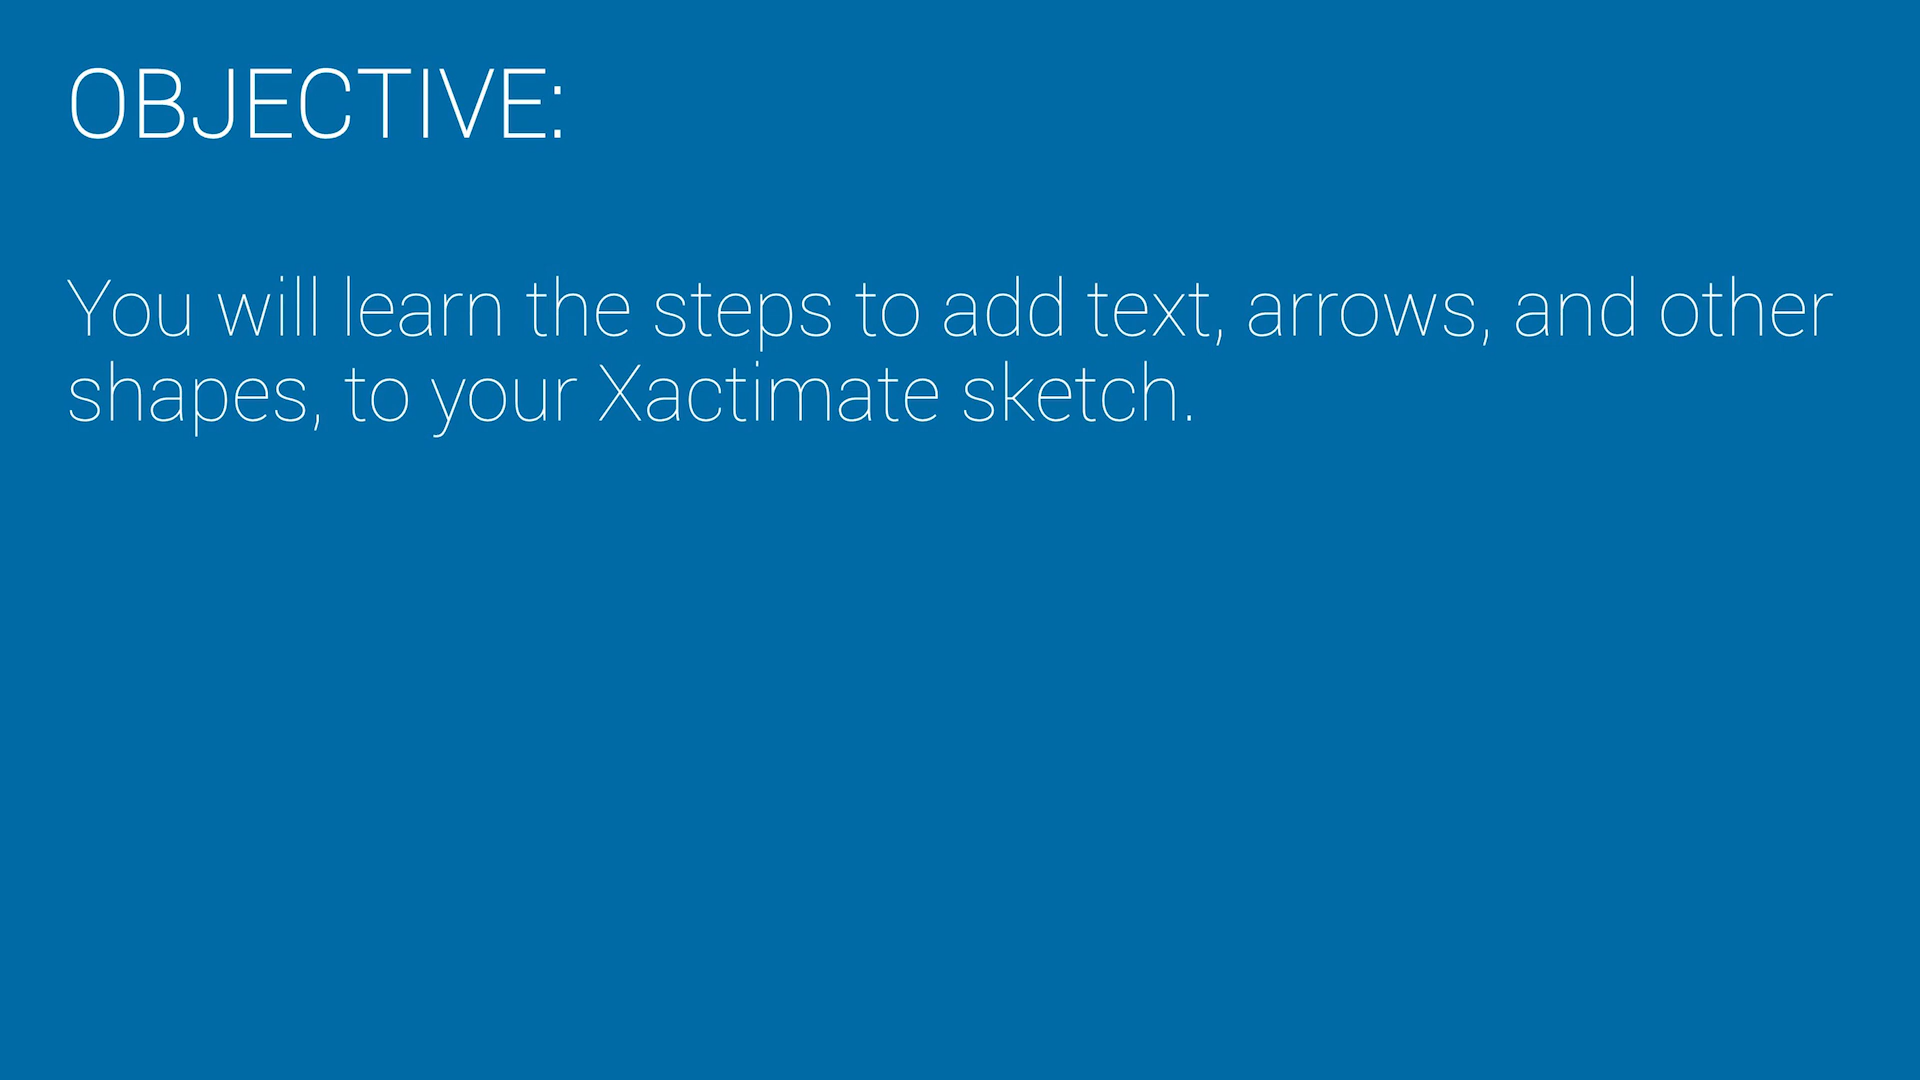 OBJECTIVE:
You will learn the steps to add text, arrows, and other
shapes, to your Xactimate sketch.